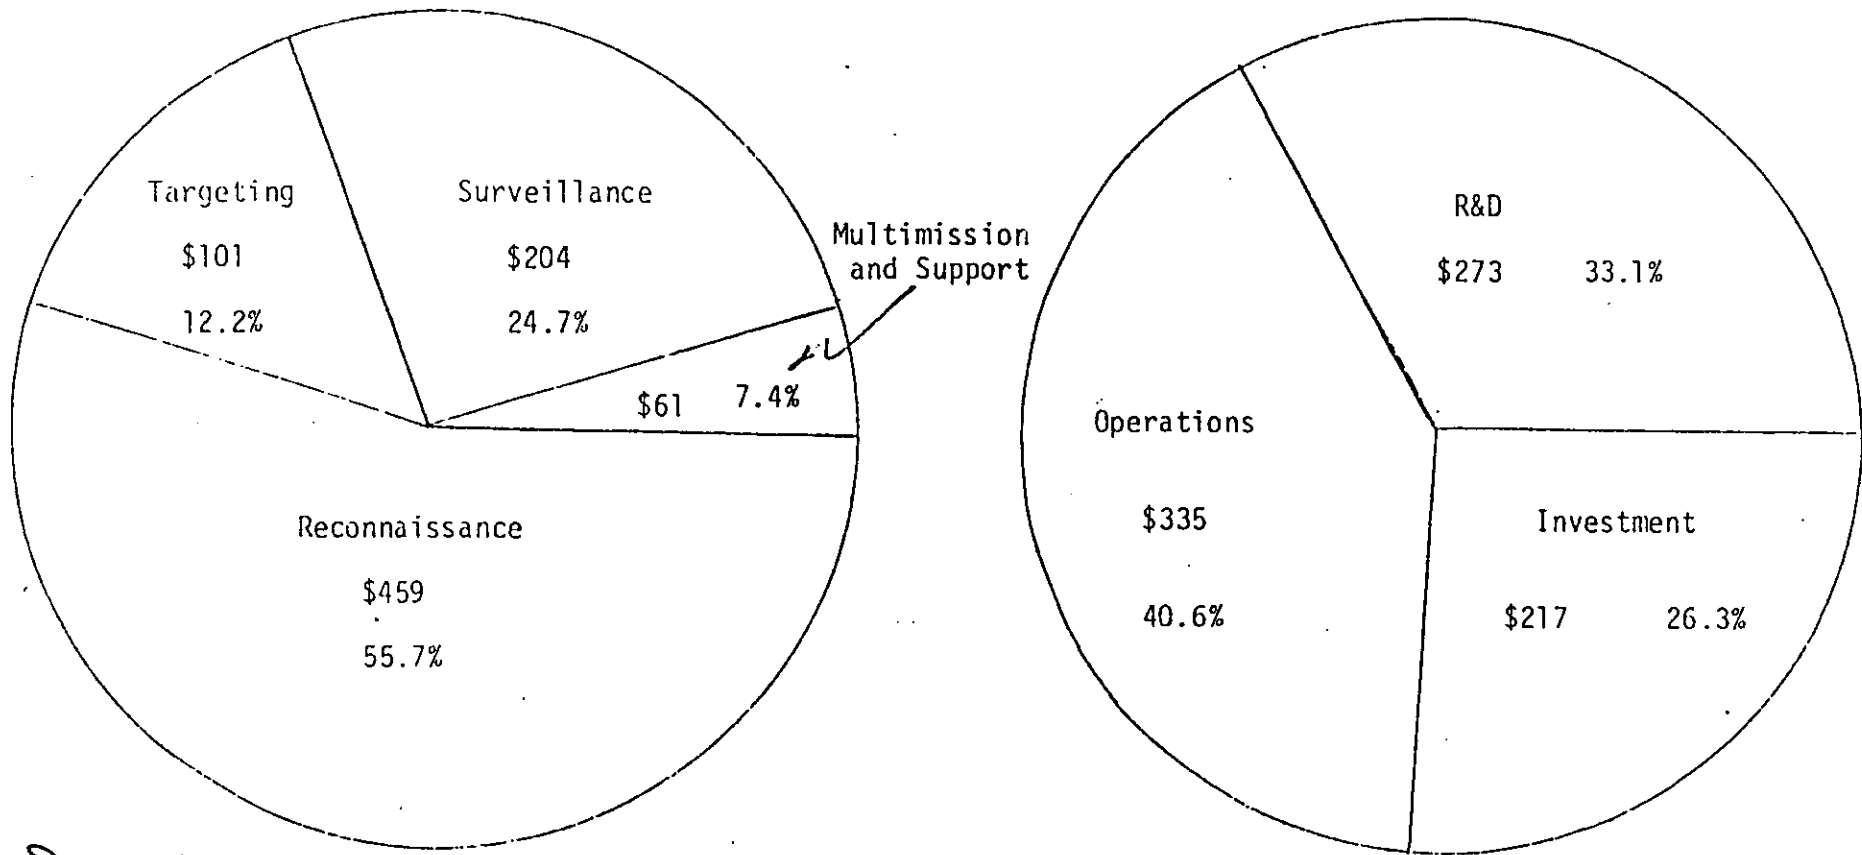 Targeting
$101
12.2%
Surveillance
$204
24.7%
Multimission
and Support
$61 7.4%
Reconnaissance
$459
55.7%
R&D
$273 33.1%
Operations
$335
40.6%
Investment
$217 26.3%